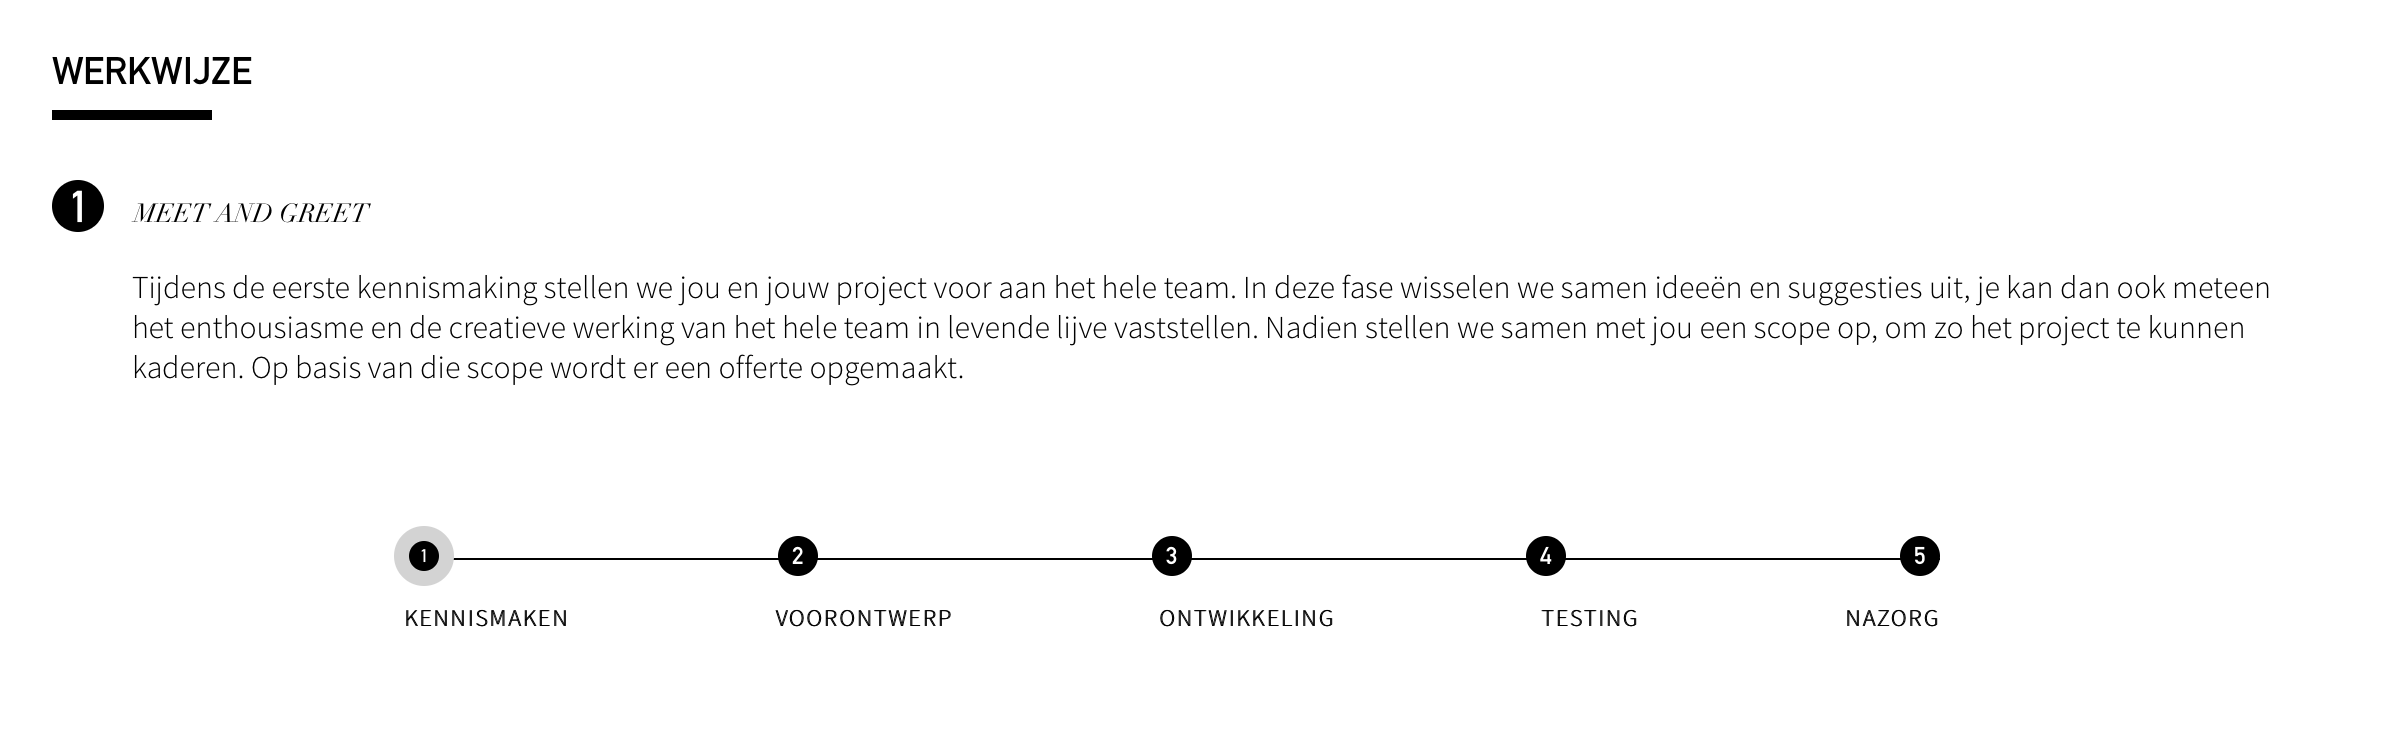 WERKWIJZE
1 MEET AND GREET
Tijdens de eerste kennismaking stellen we jou en jouw project voor aan het hele team. In deze fase wisselen we samen ideeën en suggesties uit, je kan dan ook meteen
het enthousiasme en de creatieve werking van het hele team in levende lijve vaststellen. Nadien stellen we samen met jou een scope op, om zo het project te kunnen
kaderen. Op basis van die scope wordt er een offerte opgemaakt.
1 2 3 4 5
KENNISMAKEN VOORONTWERP ONTWIKKELING TESTING NAZORG